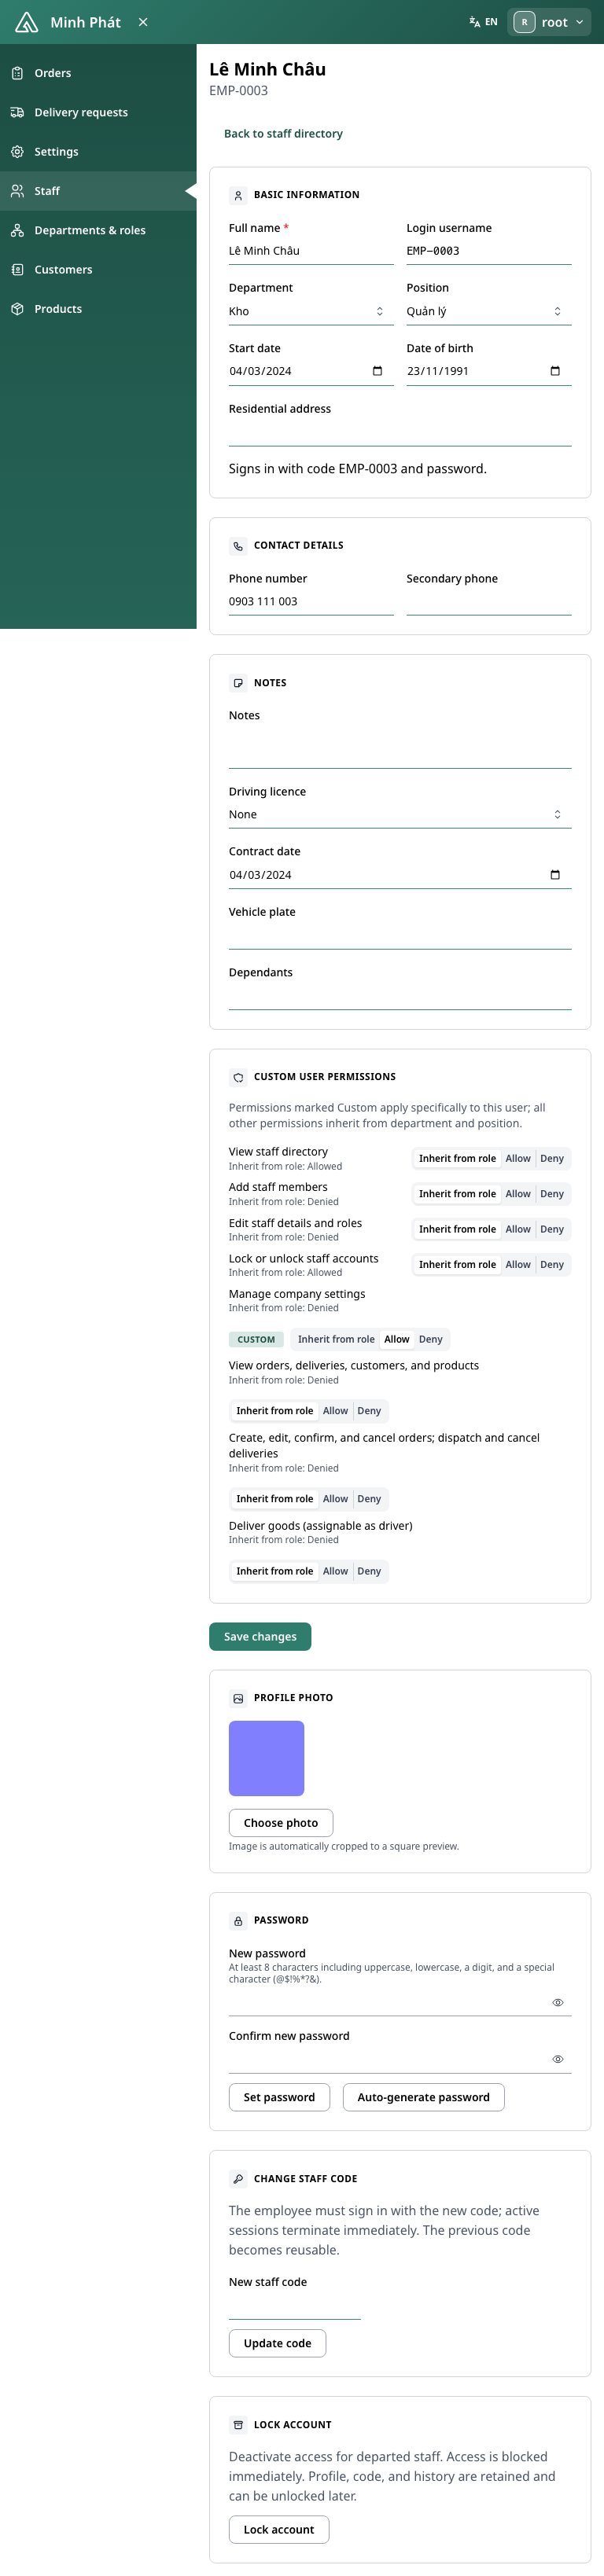 Minh Phát
EN
R
root
Orders
Delivery requests
Settings
Staff
Departments & roles
Customers
Products
Lê Minh Châu
EMP-0003
Back to staff directory
BASIC INFORMATION
Full name *
Login username
Lê Minh Châu
EMP-0003
Department
Position
Kho
Quản lý
Start date
Date of birth
04/03/2024
23/11/1991
Residential address
Signs in with code EMP-0003 and password.
CONTACT DETAILS
Phone number
Secondary phone
0903 111 003
NOTES
Notes
Driving licence
None
Contract date
04/03/2024
Vehicle plate
Dependants
CUSTOM USER PERMISSIONS
Permissions marked Custom apply specifically to this user; all
other permissions inherit from department and position.
View staff directory
Inherit from role: Allowed
Inherit from role Allow Deny
Add staff members
Inherit from role: Denied
Inherit from role Allow Deny
Edit staff details and roles
Inherit from role: Denied
Inherit from role Allow Deny
Lock or unlock staff accounts
Inherit from role: Allowed
Inherit from role Allow Deny
Manage company settings
Inherit from role: Denied
CUSTOM Inherit from role Allow Deny
View orders, deliveries, customers, and products
Inherit from role: Denied
Inherit from role Allow Deny
Create, edit, confirm, and cancel orders; dispatch and cancel
deliveries
Inherit from role: Denied
Inherit from role Allow Deny
Deliver goods (assignable as driver)
Inherit from role: Denied
Inherit from role Allow Deny
Save changes
PROFILE PHOTO
Choose photo
Image is automatically cropped to a square preview.
PASSWORD
New password
At least 8 characters including uppercase, lowercase, a digit, and a special
character (@$!%*?&).
Confirm new password
Set password
Auto-generate password
CHANGE STAFF CODE
The employee must sign in with the new code; active
sessions terminate immediately. The previous code
becomes reusable.
New staff code
Update code
LOCK ACCOUNT
Deactivate access for departed staff. Access is blocked
immediately. Profile, code, and history are retained and
can be unlocked later.
Lock account